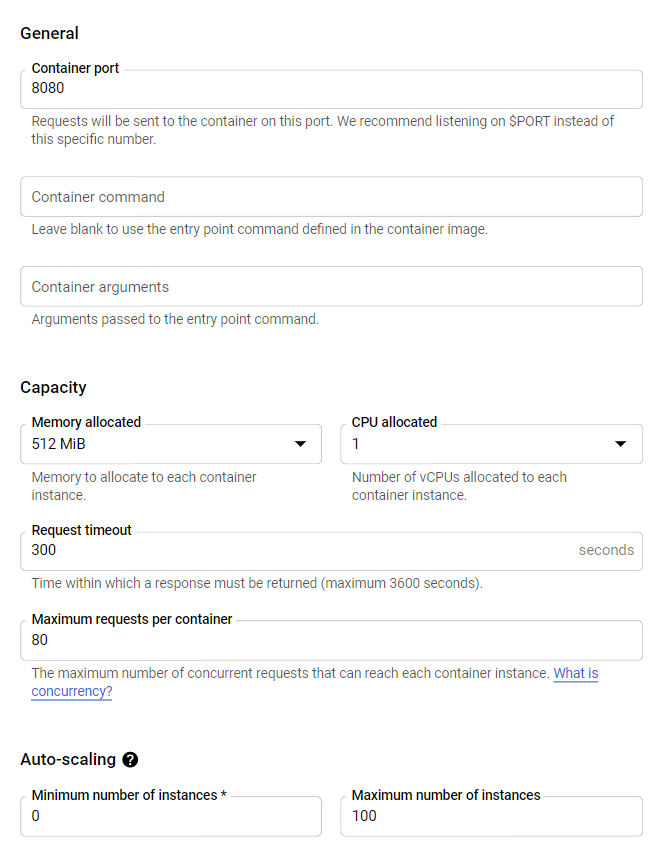 General
Container port
8080
Requests will be sent to the container on this port. We recommend listening on $PORT instead of
this specific number.
Container command
Leave blank to use the entry point command defined in the container image.
Container arguments
Arguments passed to the entry point command.
Capacity
Memory allocated
512 MiB
Memory to allocate to each container
instance.
CPU allocated
1
Number of vCPUs allocated to each
container instance.
Request timeout
300
seconds
Time within which a response must be returned (maximum 3600 seconds).
Maximum requests per container
80
The maximum number of concurrent requests that can reach each container instance. What is
concurrency?
Auto-scaling ?
Minimum number of instances *
0
Maximum number of instances
100